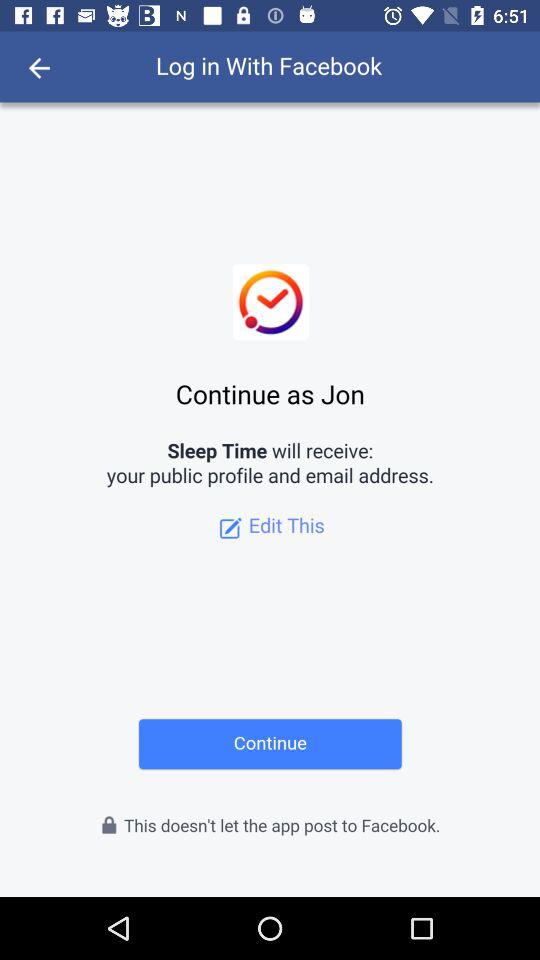 B N 6:51
Log in With Facebook
Continue as Jon
Sleep Time will receive:
your public profile and email address.
Edit This
Continue
This doesn't let the app post to Facebook.